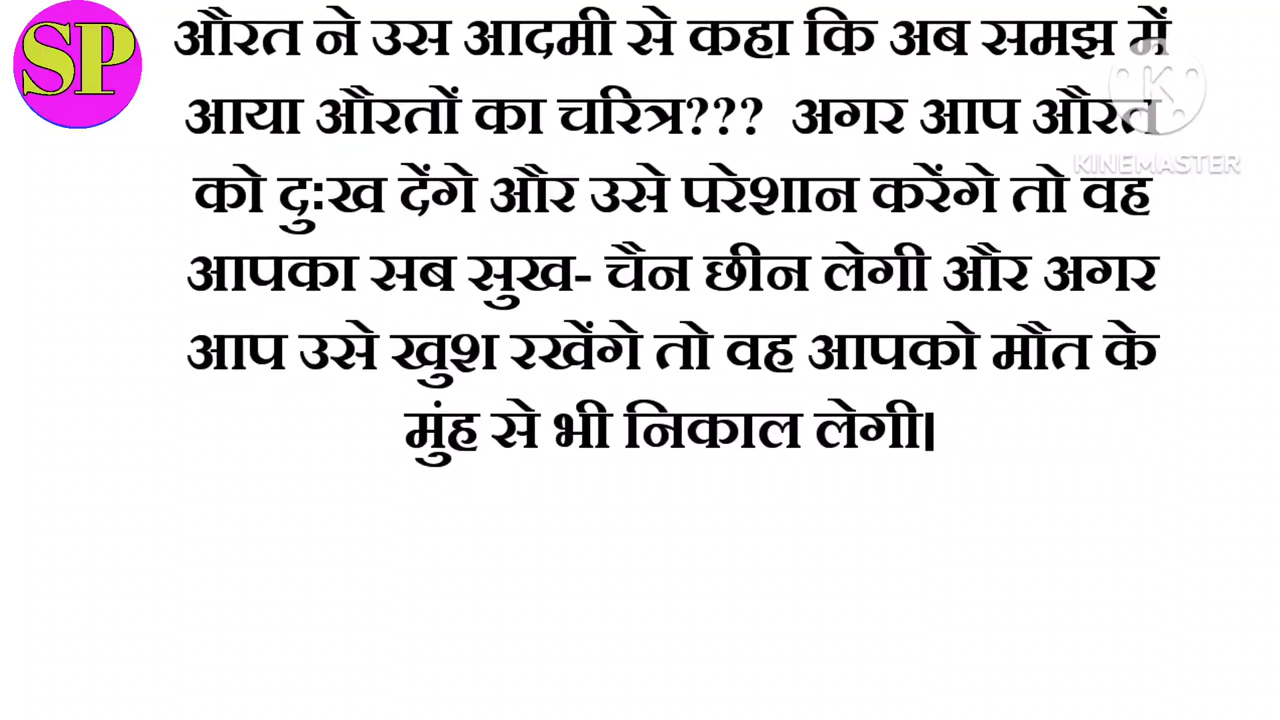 SP
औरत ने उस आदमी से कहा कि अब समझ में
आया औरतों का चरित्र??? अगर आप औरत
को दुःख देंगे और उसे परेशान करेंगे तो वह
आपका सब सुख- चैन छीन लेगी और अगर
आप उसे खुश रखेंगे तो वह आपको मौत के
मुंह से भी निकाल लेगी।
K
KINEMASTER